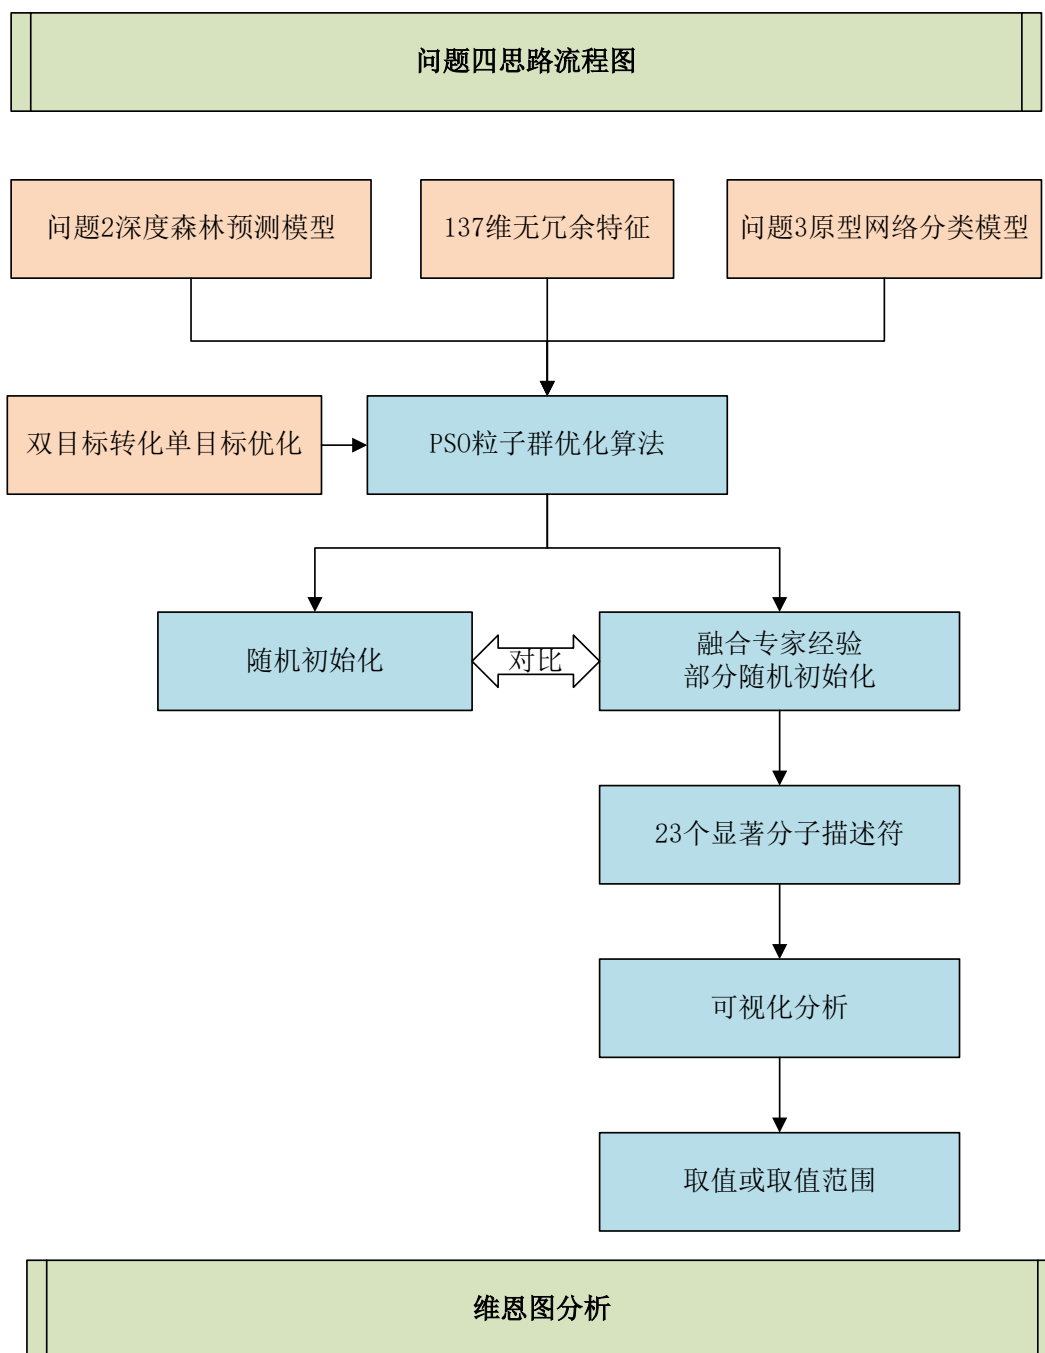 问题四思路流程图
问题2深度森林预测模型
137维无冗余特征
问题3原型网络分类模型
双目标转化单目标优化
PSO粒子群优化算法
随机初始化
对比
融合专家经验
部分随机初始化
23个显著分子描述符
可视化分析
取值或取值范围
维恩图分析